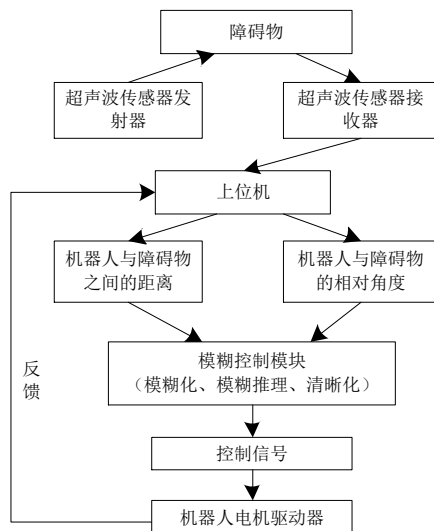 障碍物
超声波传感器发
射器
超声波传感器接
收器
上位机
机器人与障碍物
之间的距离
机器人与障碍物
的相对角度
模糊控制模块
（模糊化、模糊推理、清晰化）
反
馈
控制信号
机器人电机驱动器